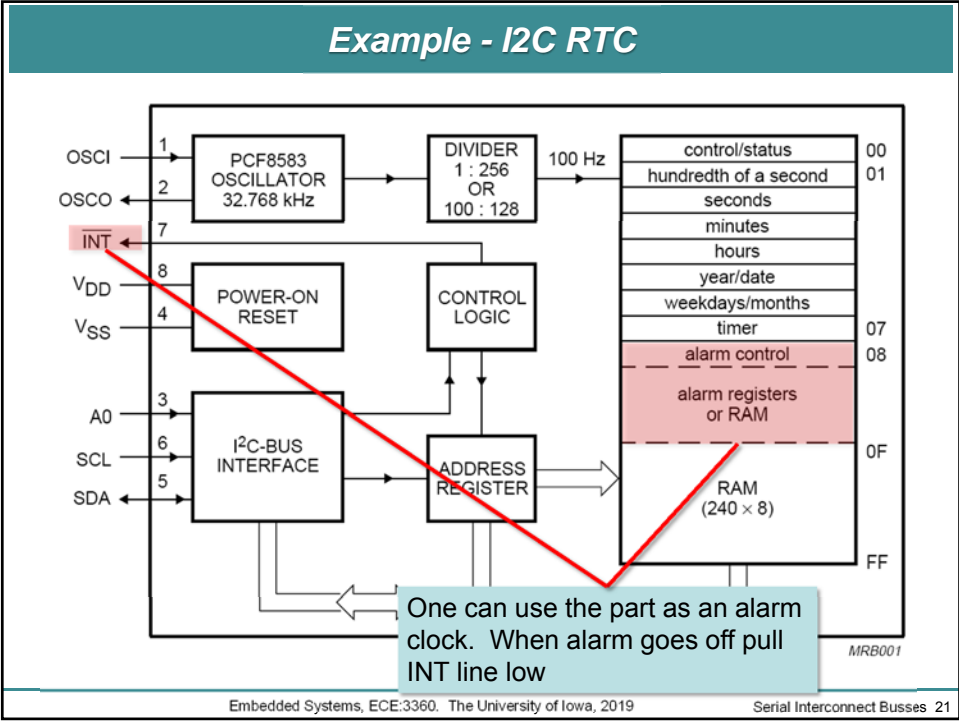 Example - I2C RTC
OSCI
1
OSCO
2
INT
7
VDD
8
VSS
4
A0
3
SCL
6
SDA
5
PCF8583
OSCILLATOR
32.768 kHz
DIVIDER
1 : 256
OR
100 : 128
100 Hz
POWER-ON
RESET
CONTROL
LOGIC
I2C-BUS
INTERFACE
ADDRESS
REGISTER
control/status
00
hundredth of a second
01
seconds
minutes
hours
year/date
weekdays/months
timer
07
alarm control
08
alarm registers
or RAM
0F
RAM
(240 × 8)
FF
One can use the part as an alarm
clock. When alarm goes off pull
INT line low
MRB001
Embedded Systems, ECE:3360. The University of Iowa, 2019
Serial Interconnect Busses 21